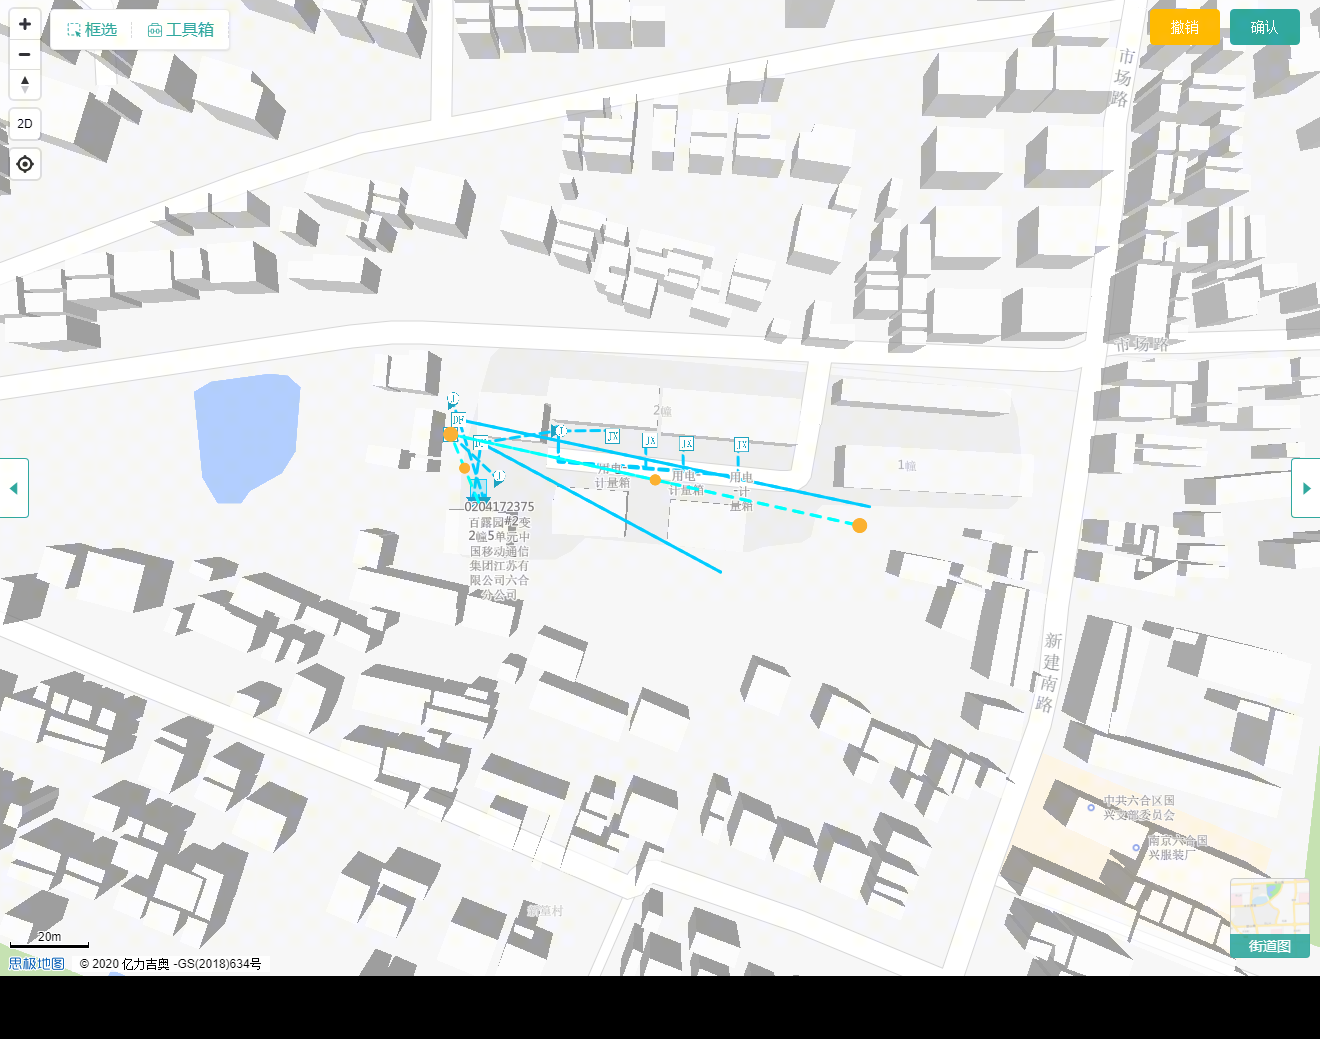 框选
工具箱
撤销
确认
2D
市场路
市场路
2幢
1幢
DF
JX
JX
JX
JX
用电
计量箱
用电
计量箱
用电
计
量箱
0204172375
百露园#2变
2幢5单元中
国移动通信
集团江苏有
限公司六合
分公司
新建南路
中共六合区国
兴支部委员会
南京六合国
兴服装厂
20m
思极地图
© 2020 亿力吉奥 -GS(2018)634号
街道图